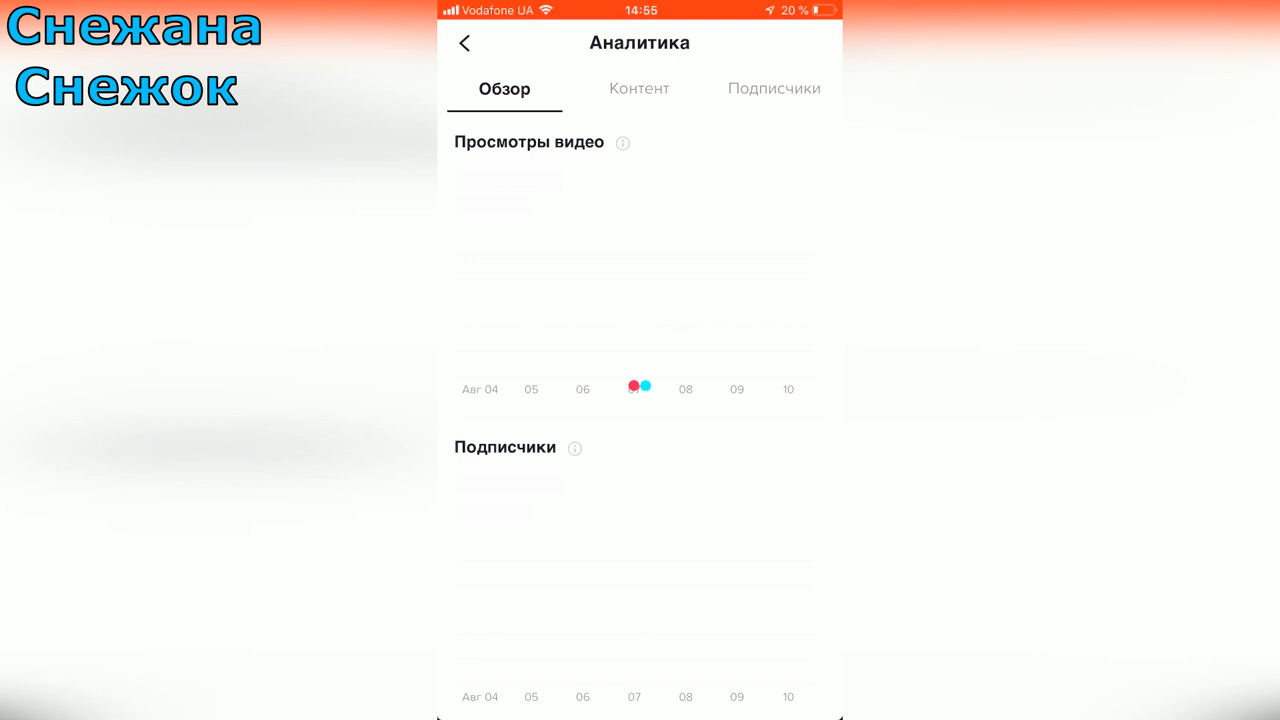 Снежана
Снежок
Vodafone UA 14:55 20 %
Аналитика
Обзор Контент Подписчики
Просмотры видео
Авг 04 05 06 08 09 10
Подписчики
Авг 04 05 06 07 08 09 10